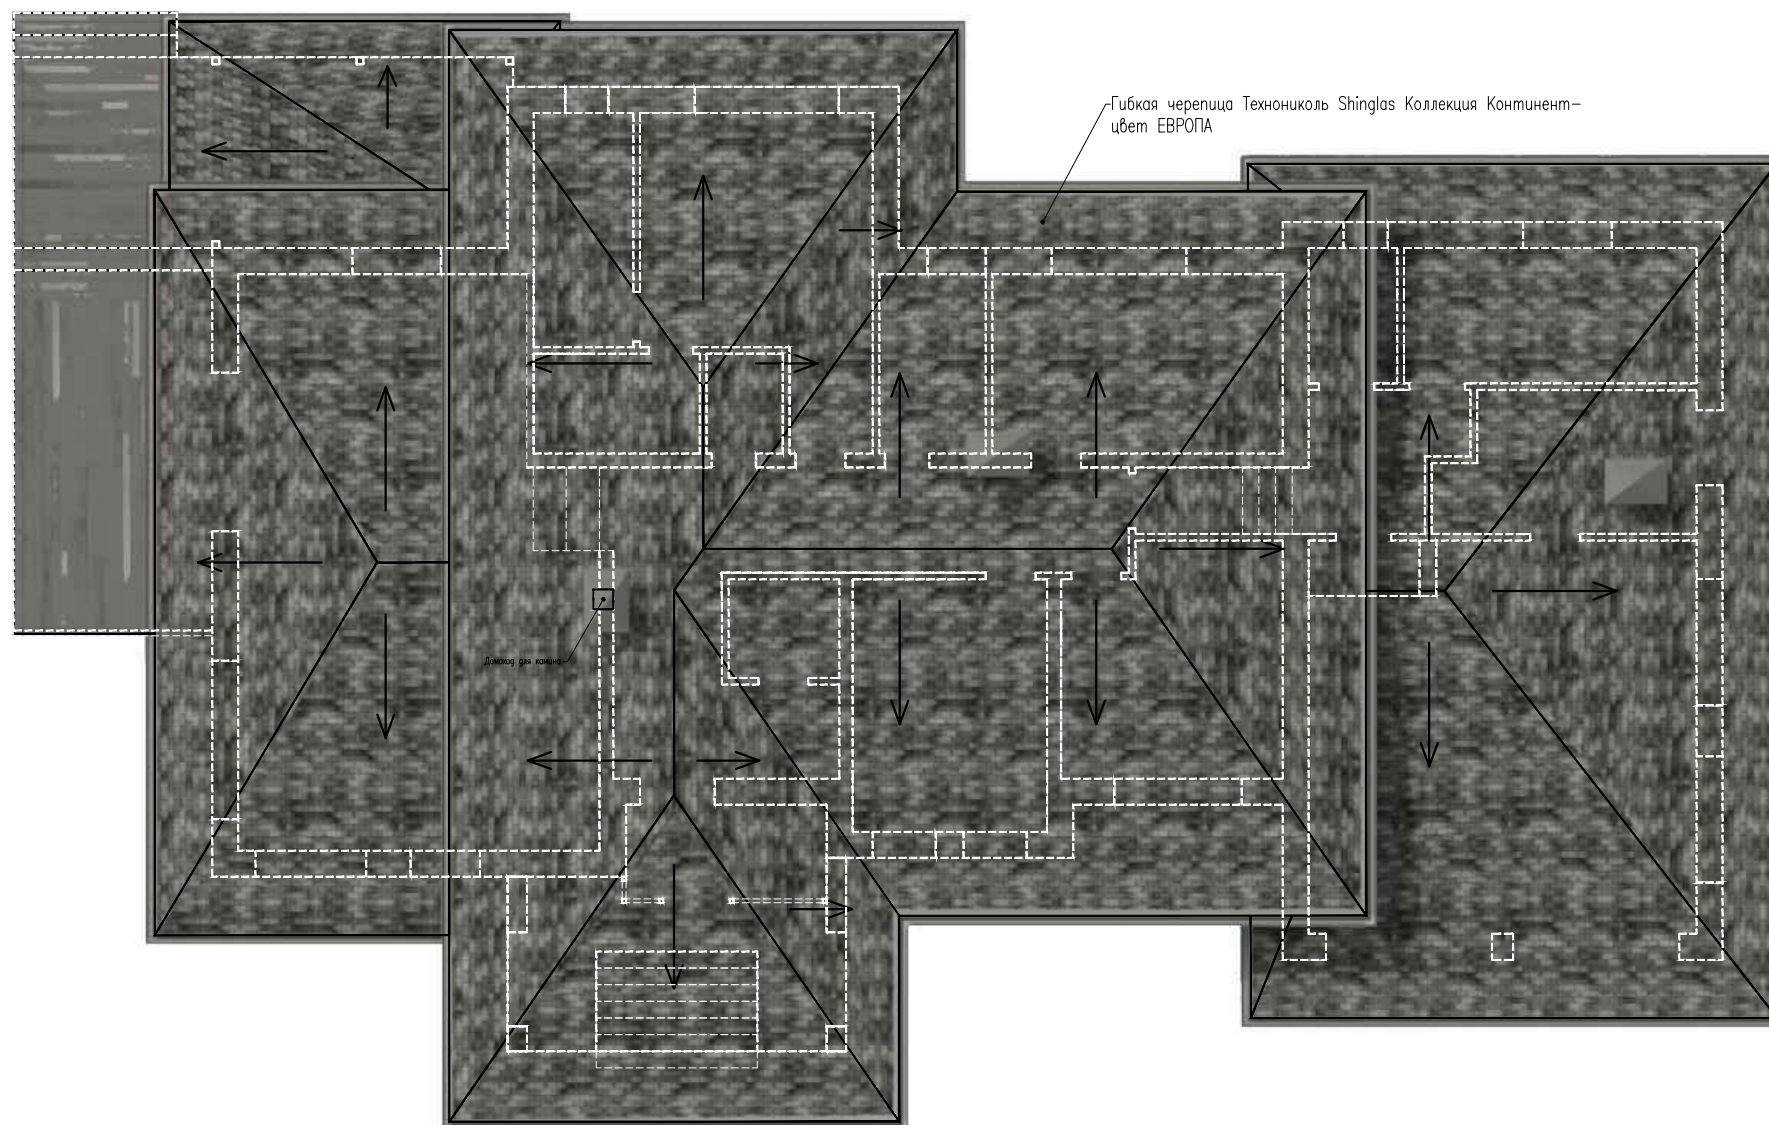 Гибкая черепица Технониколь Shinglas Коллекция Континент-
цвет ЕВРОПА
Дымоход для камина